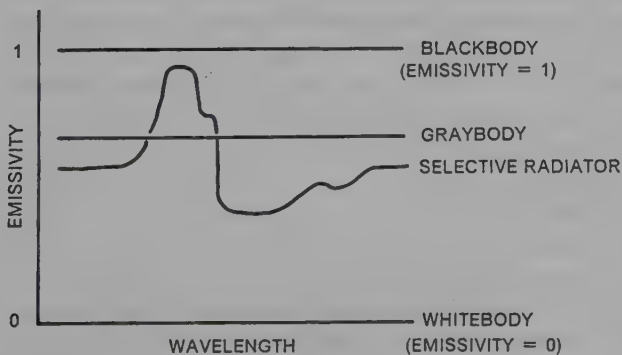 1
BLACKBODY
(EMISSIVITY = 1)
GRAYBODY
SELECTIVE RADIATOR
EMISSIVITY
0
WHITEBODY
(EMISSIVITY = 0)
WAVELENGTH